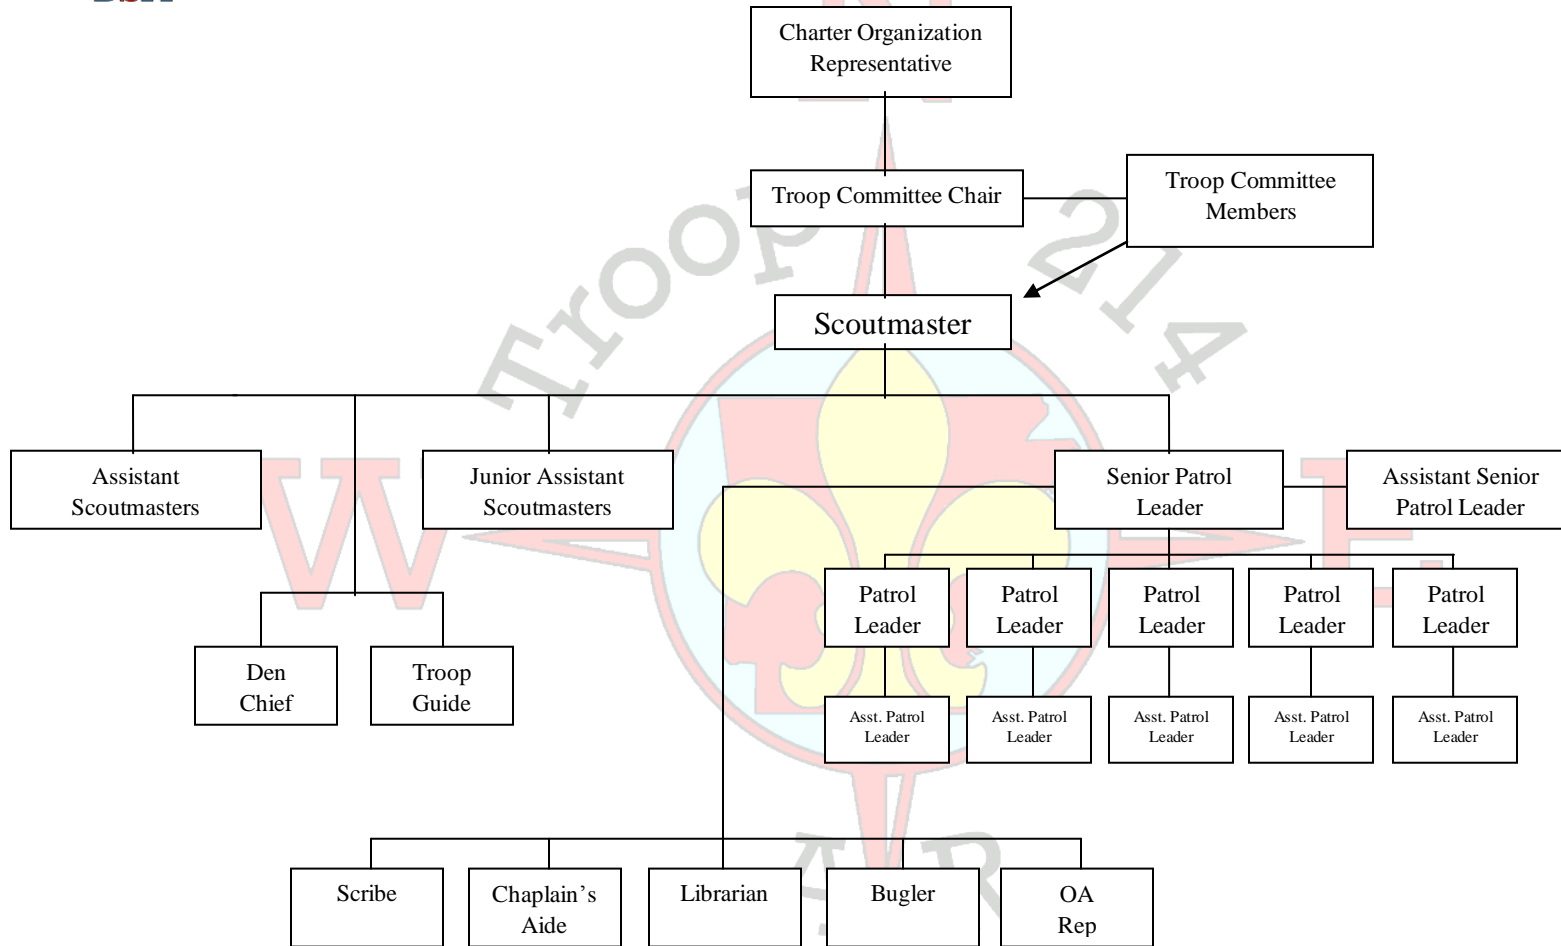 Charter Organization
Representative
Troop Committee Chair
Troop Committee
Members
Troop 214
Scoutmaster
Assistant
Scoutmasters
Junior Assistant
Scoutmasters
Senior Patrol
Leader
Assistant Senior
Patrol Leader
W
E
Patrol
Leader
Patrol
Leader
Patrol
Leader
Patrol
Leader
Patrol
Leader
Den
Chief
Troop
Guide
Asst. Patrol
Leader
Asst. Patrol
Leader
Asst. Patrol
Leader
Asst. Patrol
Leader
Asst. Patrol
Leader
Scribe
Chaplain’s
Aide
Librarian
Bugler
OA
Rep